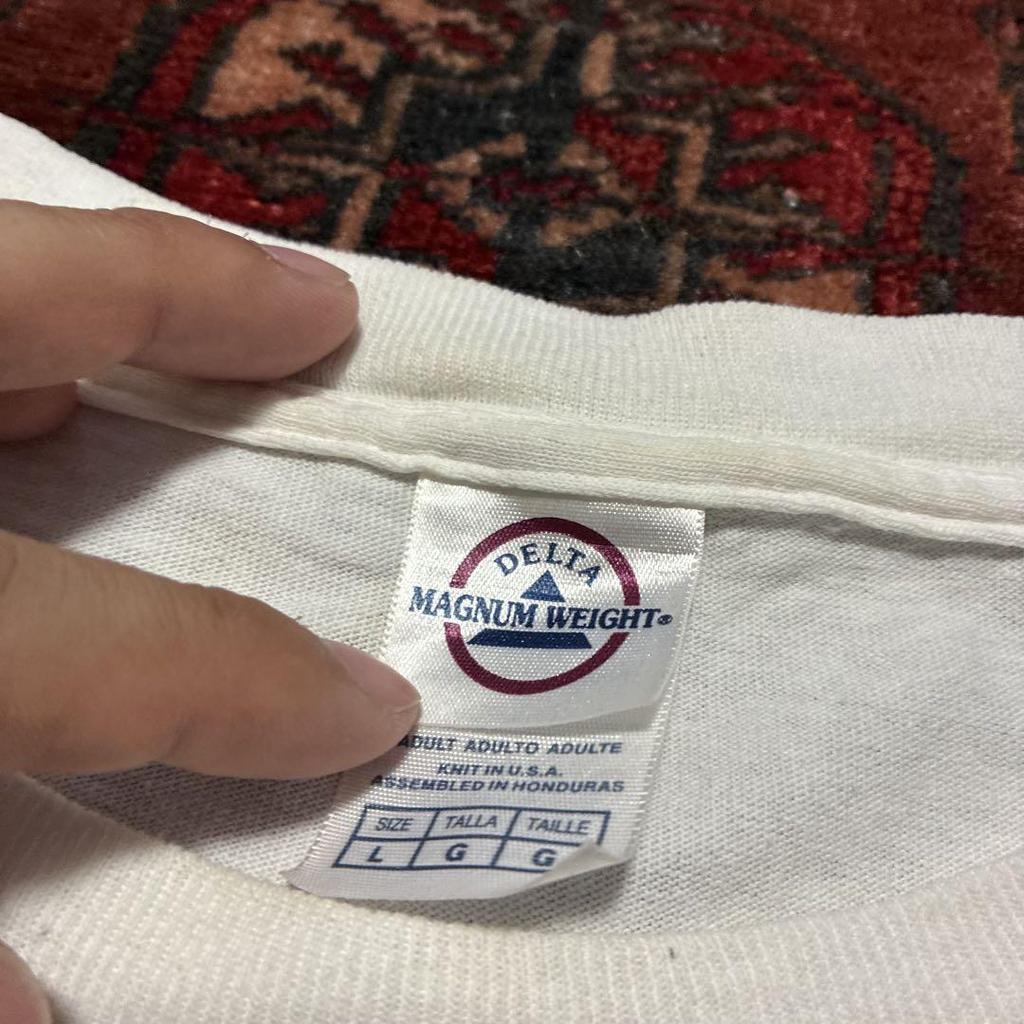 DELTA
MAGNUM WEIGHT®
ADULT ADULTO ADULTE
KNIT IN U.S.A.
ASSEMBLED IN HONDURAS
SIZE TALLA TAILLE
L G G